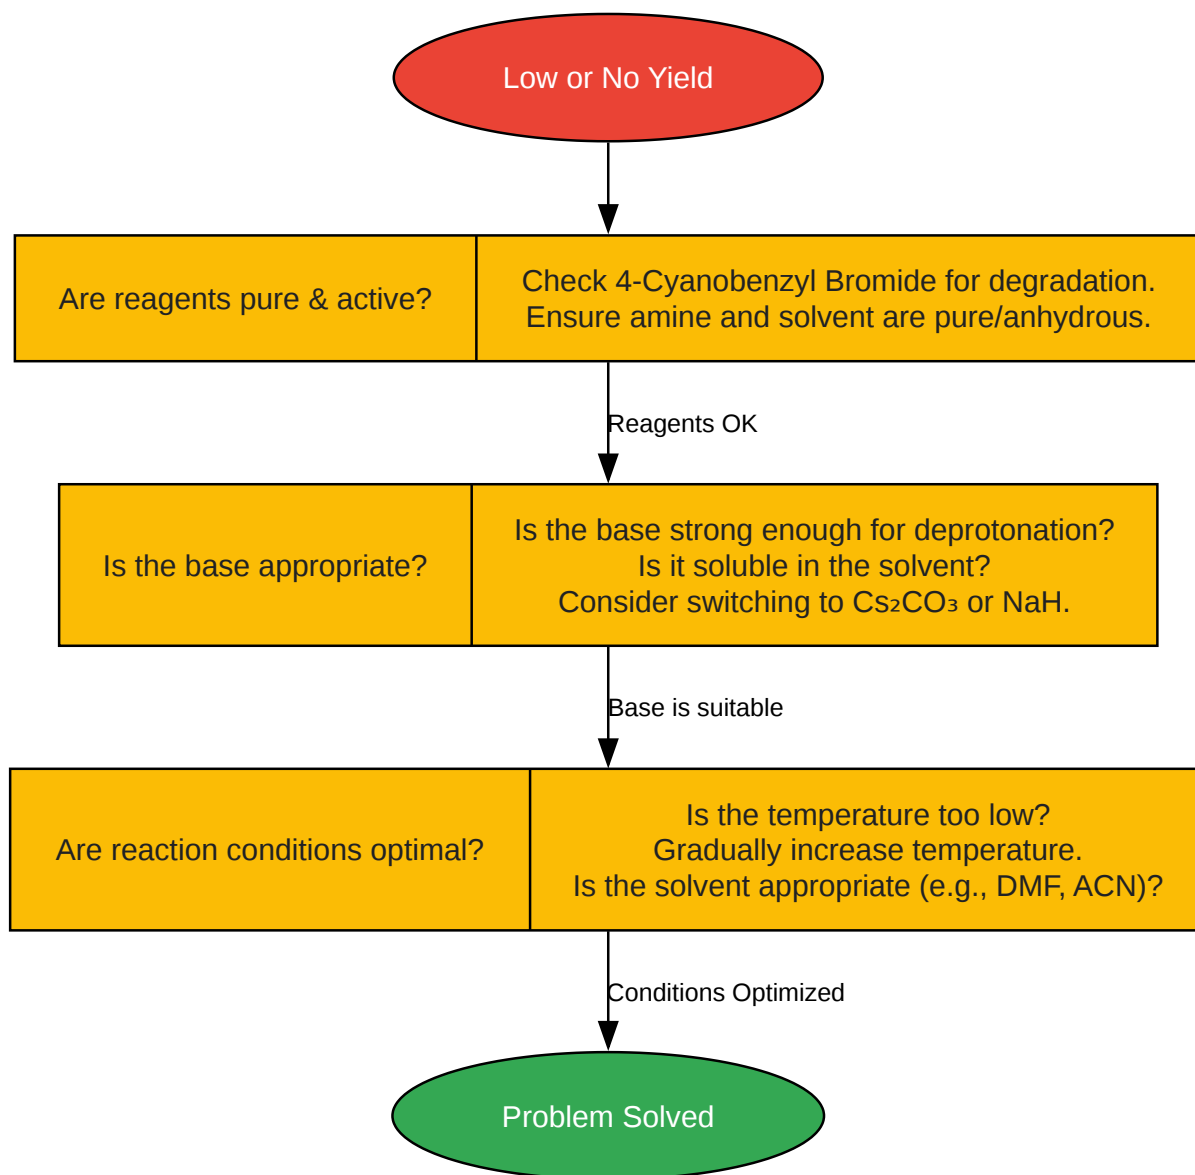 Low or No Yield
Are reagents pure & active?
Check 4-Cyanobenzyl Bromide for degradation.
Ensure amine and solvent are pure/anhydrous.
Reagents OK
Is the base appropriate?
Is the base strong enough for deprotonation?
Is it soluble in the solvent?
Consider switching to Cs₂CO₃ or NaH.
Base is suitable
Are reaction conditions optimal?
Is the temperature too low?
Gradually increase temperature.
Is the solvent appropriate (e.g., DMF, ACN)?
Conditions Optimized
Problem Solved